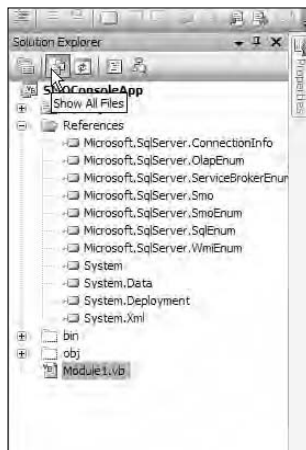 Solution Explorer
SMOConsoleApp
Show All Files
References
Microsoft.SqlServer.ConnectionInfo
Microsoft.SqlServer.OlapEnum
Microsoft.SqlServer.ServiceBrokerEnum
Microsoft.SqlServer.Smo
Microsoft.SqlServer.SmoEnum
Microsoft.SqlServer.SqlEnum
Microsoft.SqlServer.WmiEnum
System
System.Data
System.Deployment
System.Xml
bin
obj
Module1.vb
Properties